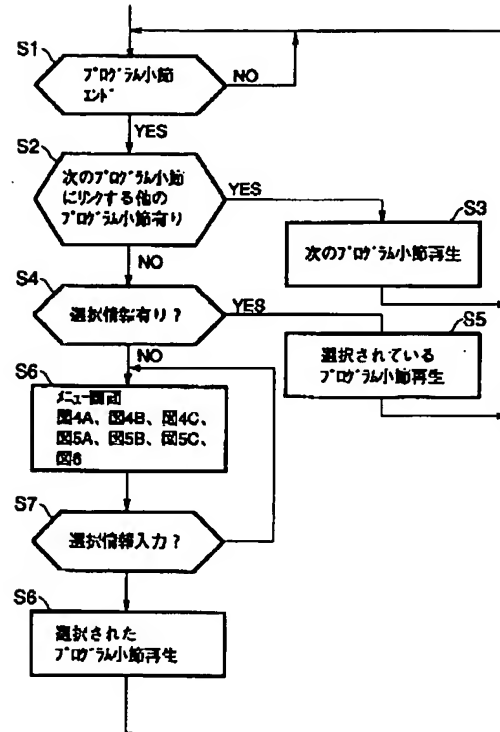 S1
プログラム小節
エンド
NO
YES
S2
次のプログラム小節
にリンクする他の
プログラム小節有り
YES
NO
S3
次のプログラム小節再生
S4
選択情報有り？
YES
NO
S5
選択されている
プログラム小節再生
S6
メニュー画面
図4A、図4B、図4C、
図5A、図5B、図5C、
図6
S7
選択情報入力？
S6
選択された
プログラム小節再生